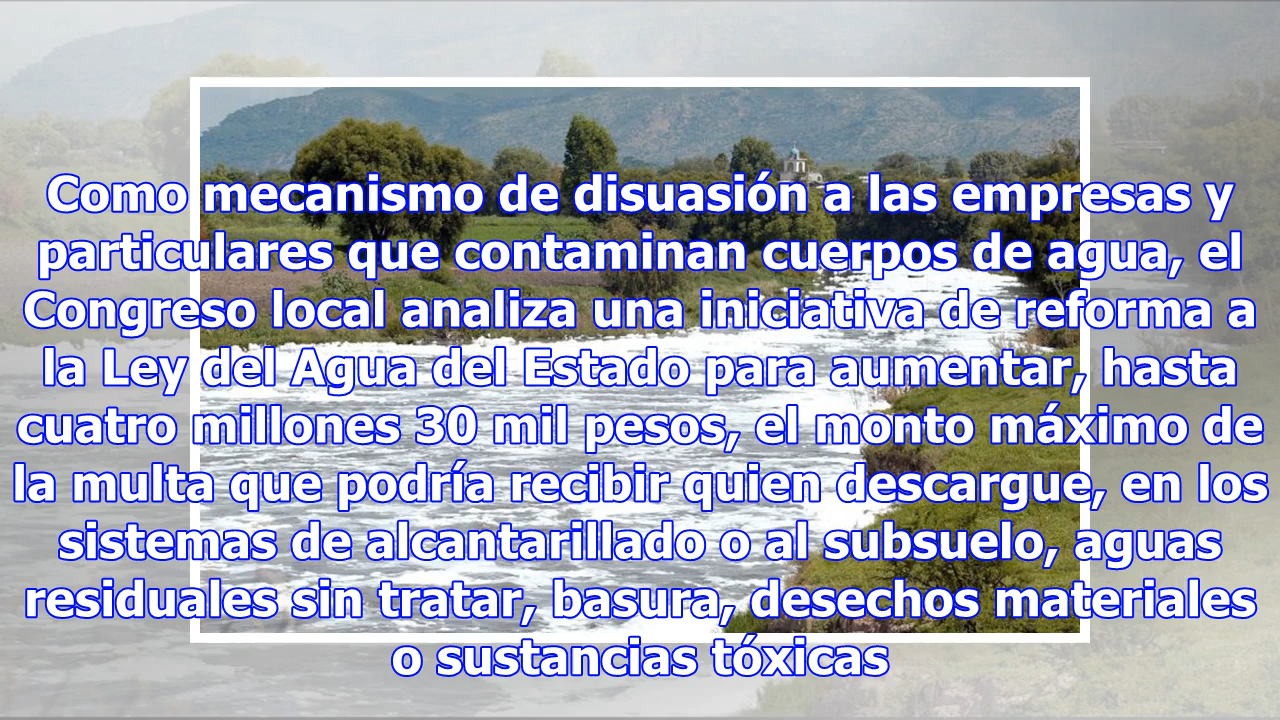 Como mecanismo de disuasión a las empresas y
particulares que contaminan cuerpos de agua, el
Congreso local analiza una iniciativa de reforma a
la Ley del Agua del Estado para aumentar, hasta
cuatro millones 30 mil pesos, el monto máximo de
la multa que podría recibir quien descargue, en los
sistemas de alcantarillado o al subsuelo, aguas
residuales sin tratar, basura, desechos materiales
o sustancias tóxicas